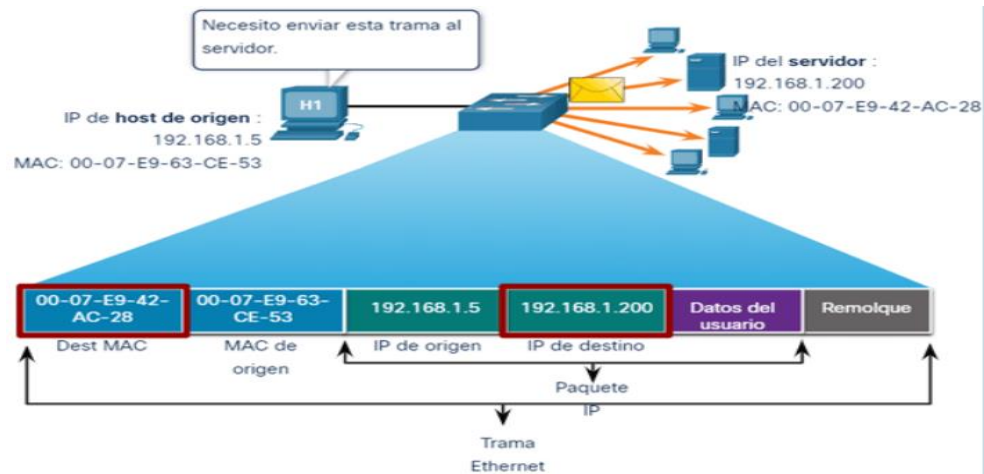 Necesito enviar esta trama al
servidor.
H1
IP de host de origen :
192.168.1.5
MAC: 00-07-E9-63-CE-53
IP del servidor :
192.168.1.200
MAC: 00-07-E9-42-AC-28
00-07-E9-42-
AC-28
00-07-E9-63-
CE-53
192.168.1.5
192.168.1.200
Datos del
usuario
Remolque
Dest MAC
MAC de
origen
IP de origen
IP de destino
Paquete
IP
Trama
Ethernet